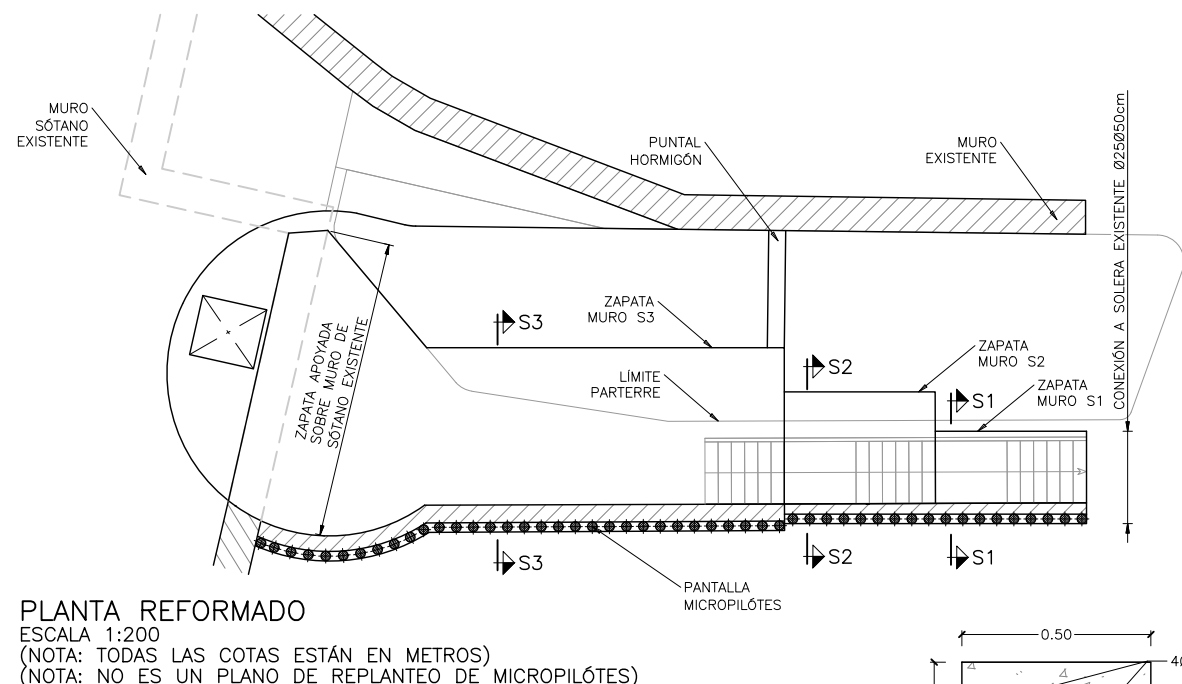 MURO
SÓTANO
EXISTENTE
PUNTAL
HORMIGÓN
MURO
EXISTENTE
CONEXIÓN A SOLERA EXISTENTE Ø25Ø50cm
ZAPATA APOYADA
SOBRE MURO DE
SÓTANO EXISTENTE
S3
ZAPATA
MURO S3
S2
ZAPATA
MURO S2
LÍMITE
PARTERRE
S1
ZAPATA
MURO S1
S3
S2
S1
PANTALLA
MICROPILÓTES
PLANTA REFORMADO
ESCALA 1:200
(NOTA: TODAS LAS COTAS ESTÁN EN METROS)
(NOTA: NO ES UN PLANO DE REPLANTEO DE MICROPILÓTES)
0.50